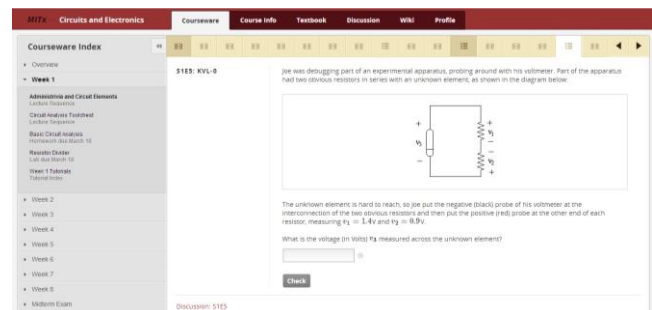 MITx Circuits and Electronics
Courseware Course Info Textbook Discussion Wiki Profile
Courseware Index
Overview
Week 1
Administrivia and Circuit Elements
Lecture Sequence
Circuit Analysis Toolchest
Lecture Sequence
Basic Circuit Analysis
Homework due March 18
Resistor Divider
Lab due March 18
Week 1 Tutorials
Tutorial Index
Week 2
Week 3
Week 4
Week 5
Week 6
Week 7
Week 8
Midterm Exam
S1E5: KVL-0
Joe was debugging part of an experimental apparatus, probing around with his voltmeter. Part of the apparatus
had two obvious resistors in series with an unknown element, as shown in the diagram below:
+ +
v3 v1
− −
− v2
+
The unknown element is hard to reach, so Joe put the negative (black) probe of his voltmeter at the
interconnection of the two obvious resistors and then put the positive (red) probe at the other end of each
resistor, measuring v1 = 1.4v and v2 = 0.9v.
What is the voltage (in Volts) v3 measured across the unknown element?
Check
Discussion: S1E5